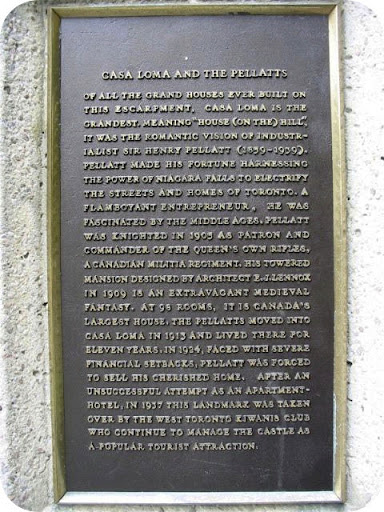 CASA LOMA AND THE PELLATTS
OF ALL THE GRAND HOUSES EVER BUILT ON
THIS ESCARPMENT, CASA LOMA IS THE
GRANDEST. MEANING "HOUSE (ON THE) HILL",
IT WAS THE ROMANTIC VISION OF INDUSTR-
IALIST SIR HENRY PELLATT (1859-1939).
PELLATT MADE HIS FORTUNE HARNESSING
THE POWER OF NIAGARA FALLS TO ELECTRIFY
THE STREETS AND HOMES OF TORONTO. A
FLAMBOYANT ENTREPRENEUR, HE WAS
FASCINATED BY THE MIDDLE AGES. PELLATT
WAS KNIGHTED IN 1905 AS PATRON AND
COMMANDER OF THE QUEEN'S OWN RIFLES,
A CANADIAN MILITIA REGIMENT. HIS TOWERED
MANSION DESIGNED BY ARCHITECT E.J. LENNOX
IN 1909 IS AN EXTRAVAGANT MEDIEVAL
FANTASY. AT 98 ROOMS, IT IS CANADA'S
LARGEST HOUSE. THE PELLATTS MOVED INTO
CASA LOMA IN 1913 AND LIVED THERE FOR
ELEVEN YEARS. IN 1924, FACED WITH SEVERE
FINANCIAL SETBACKS, PELLATT WAS FORCED
TO SELL HIS CHERISHED HOME. AFTER AN
UNSUCCESSFUL ATTEMPT AS AN APARTMENT-
HOTEL, IN 1937 THIS LANDMARK WAS TAKEN
OVER BY THE WEST TORONTO KIWANIS CLUB
WHO CONTINUE TO MANAGE THE CASTLE AS
A POPULAR TOURIST ATTRACTION.